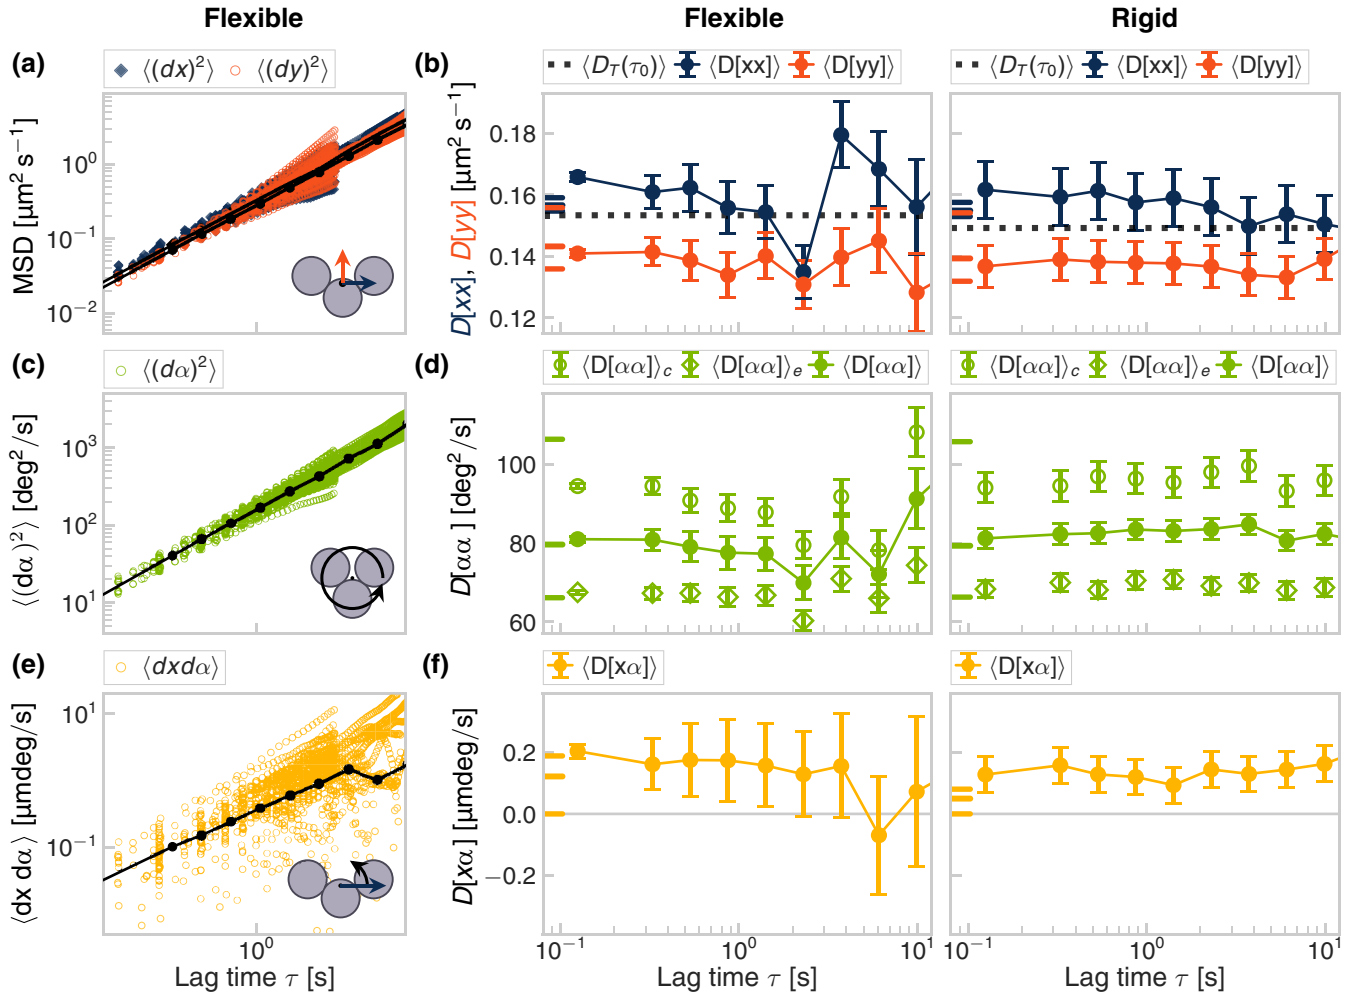 Flexible
Flexible
Rigid
(a)
⟨(dx)²⟩ ⟨(dy)²⟩
MSD [µm² s⁻¹]
10⁰
10⁻¹
10⁻²
(b)
⟨D_T(τ₀)⟩ ⟨D[xx]⟩ ⟨D[yy]⟩
⟨D_T(τ₀)⟩ ⟨D[xx]⟩ ⟨D[yy]⟩
D[xx], D[yy] [µm² s⁻¹]
0.18
0.16
0.14
0.12
(c)
⟨(dα)²⟩
⟨(dα)²⟩ [deg²/s]
10³
10²
10¹
(d)
⟨D[αα]⟩c ⟨D[αα]⟩e ⟨D[αα]⟩
⟨D[αα]⟩c ⟨D[αα]⟩e ⟨D[αα]⟩
D[αα] [deg²/s]
100
80
60
(e)
⟨dxdα⟩
⟨dx dα⟩ [µmdeg/s]
10¹
10⁻¹
10⁰
Lag time τ [s]
(f)
⟨D[xα]⟩
⟨D[xα]⟩
D[xα] [µmdeg/s]
0.2
0.0
−0.2
10⁻¹ 10⁰ 10¹
Lag time τ [s]
10⁻¹ 10⁰ 10¹
Lag time τ [s]